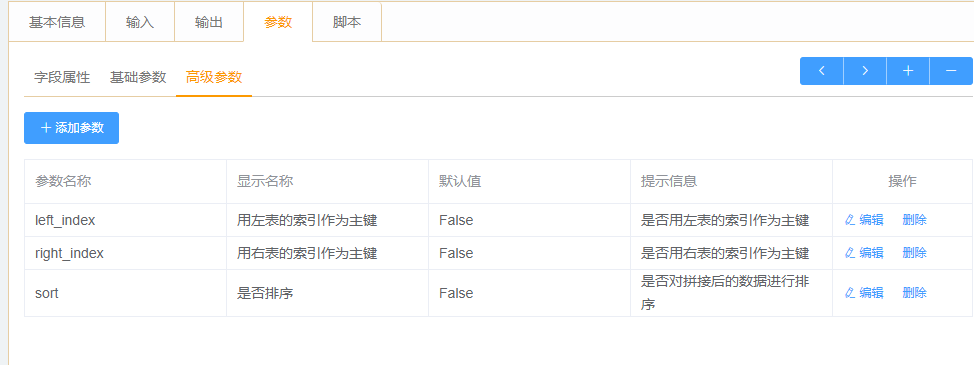 基本信息 输入 输出 参数 脚本
字段属性 基础参数 高级参数
添加参数
参数名称 显示名称 默认值 提示信息 操作
left_index 用左表的索引作为主键 False 是否用左表的索引作为主键 编辑 删除
right_index 用右表的索引作为主键 False 是否用右表的索引作为主键 编辑 删除
sort 是否排序 False 是否对拼接后的数据进行排 编辑 删除
序